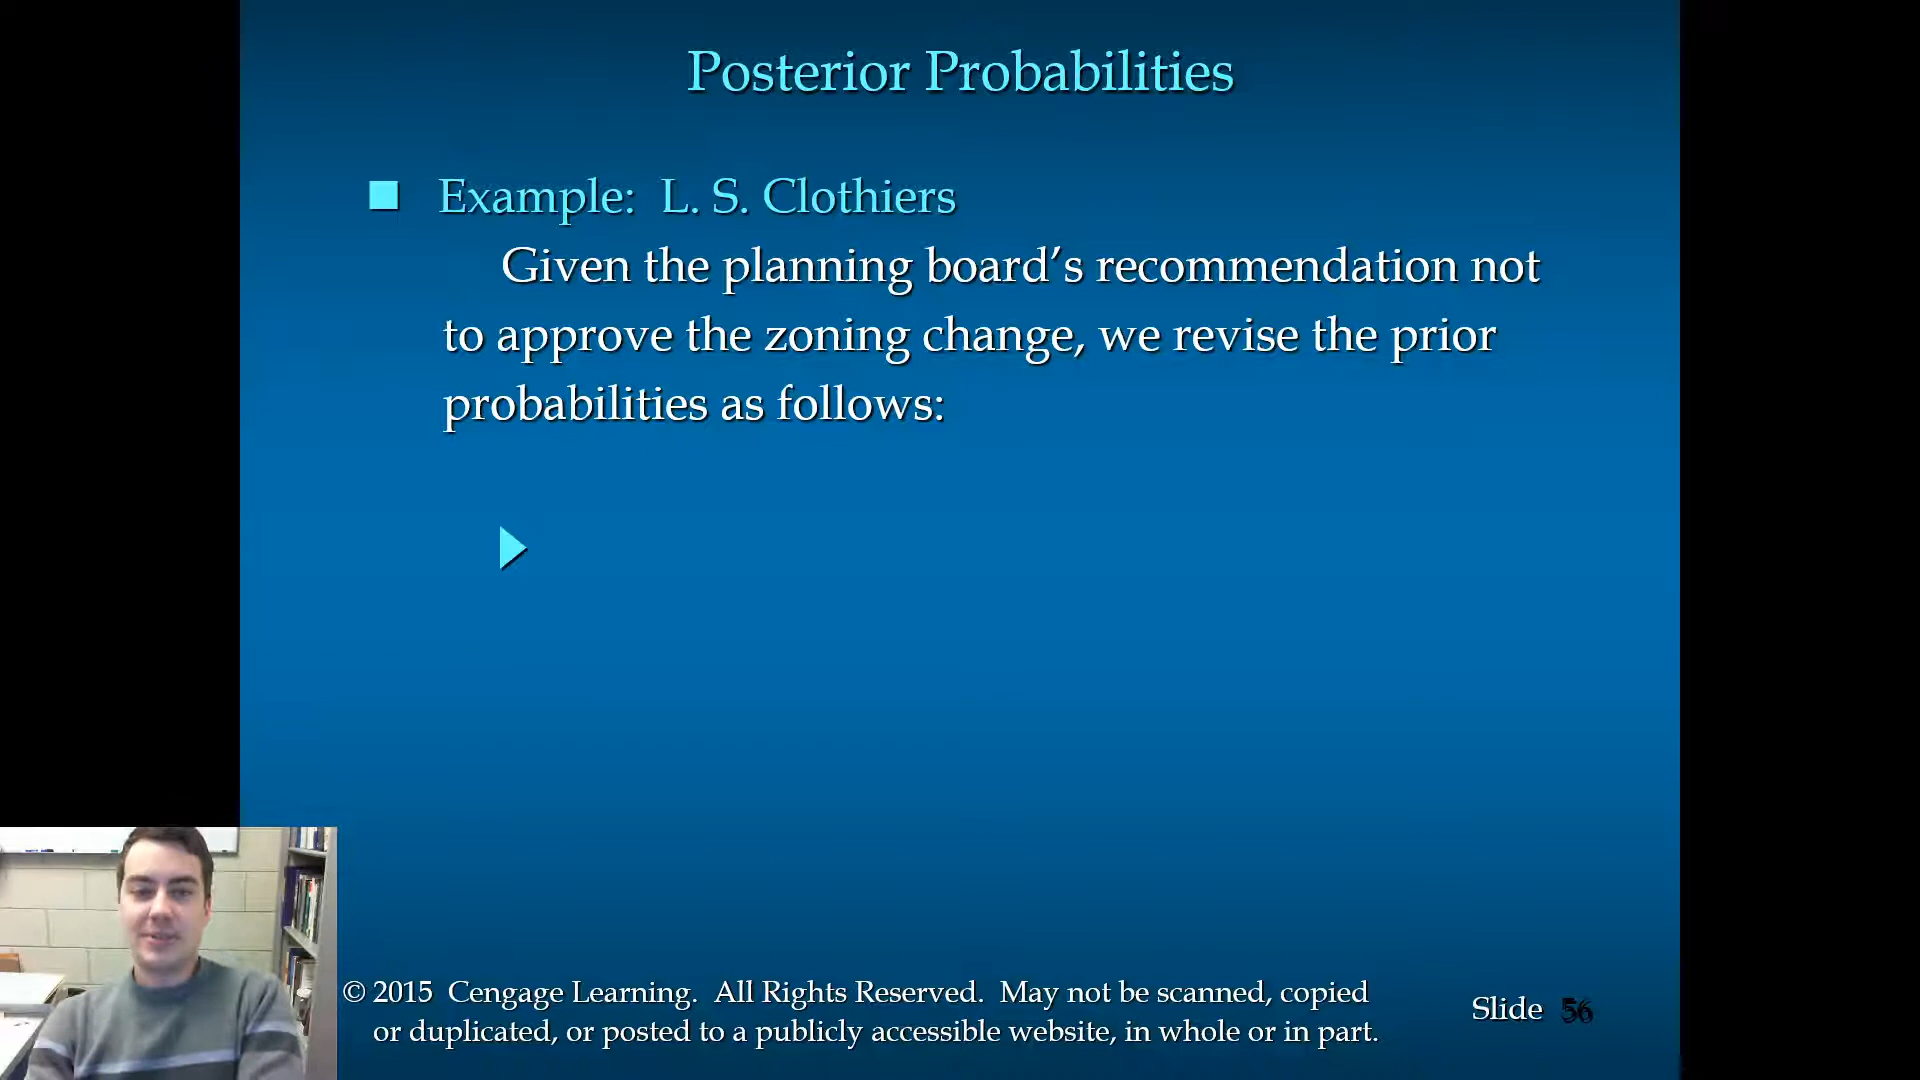 Posterior Probabilities
Example: L. S. Clothiers
Given the planning board’s recommendation not
to approve the zoning change, we revise the prior
probabilities as follows:
© 2015 Cengage Learning. All Rights Reserved. May not be scanned, copied
or duplicated, or posted to a publicly accessible website, in whole or in part.
Slide 56